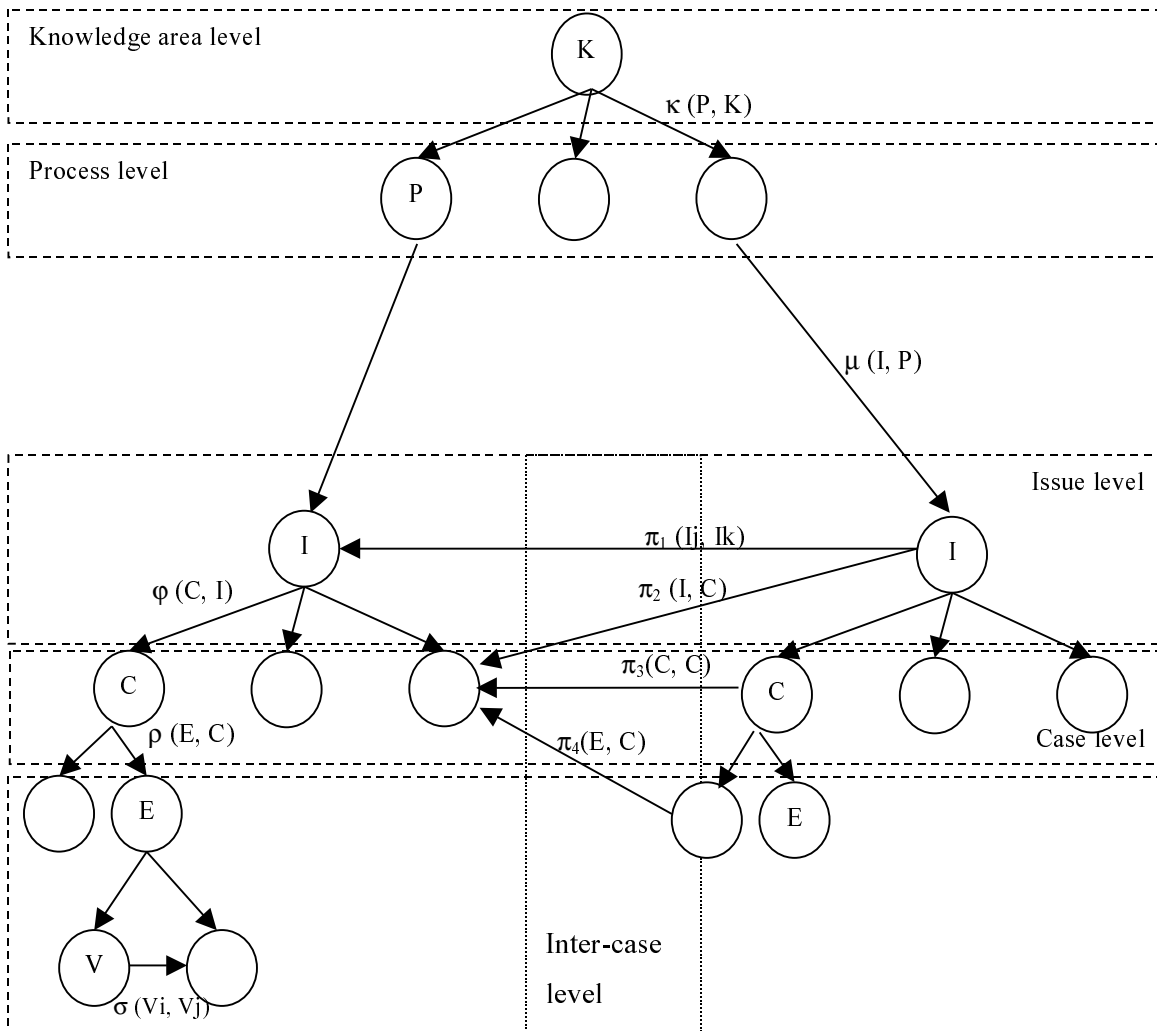 Knowledge area level
K
κ (P, K)
Process level
P
μ (I, P)
Issue level
I
π₁ (Ij, Ik)
I
φ (C, I)
π₂ (I, C)
C
π₃(C, C)
C
ρ (E, C)
π₄(E, C)
Case level
E
E
V
Inter-case
level
σ (Vi, Vj)